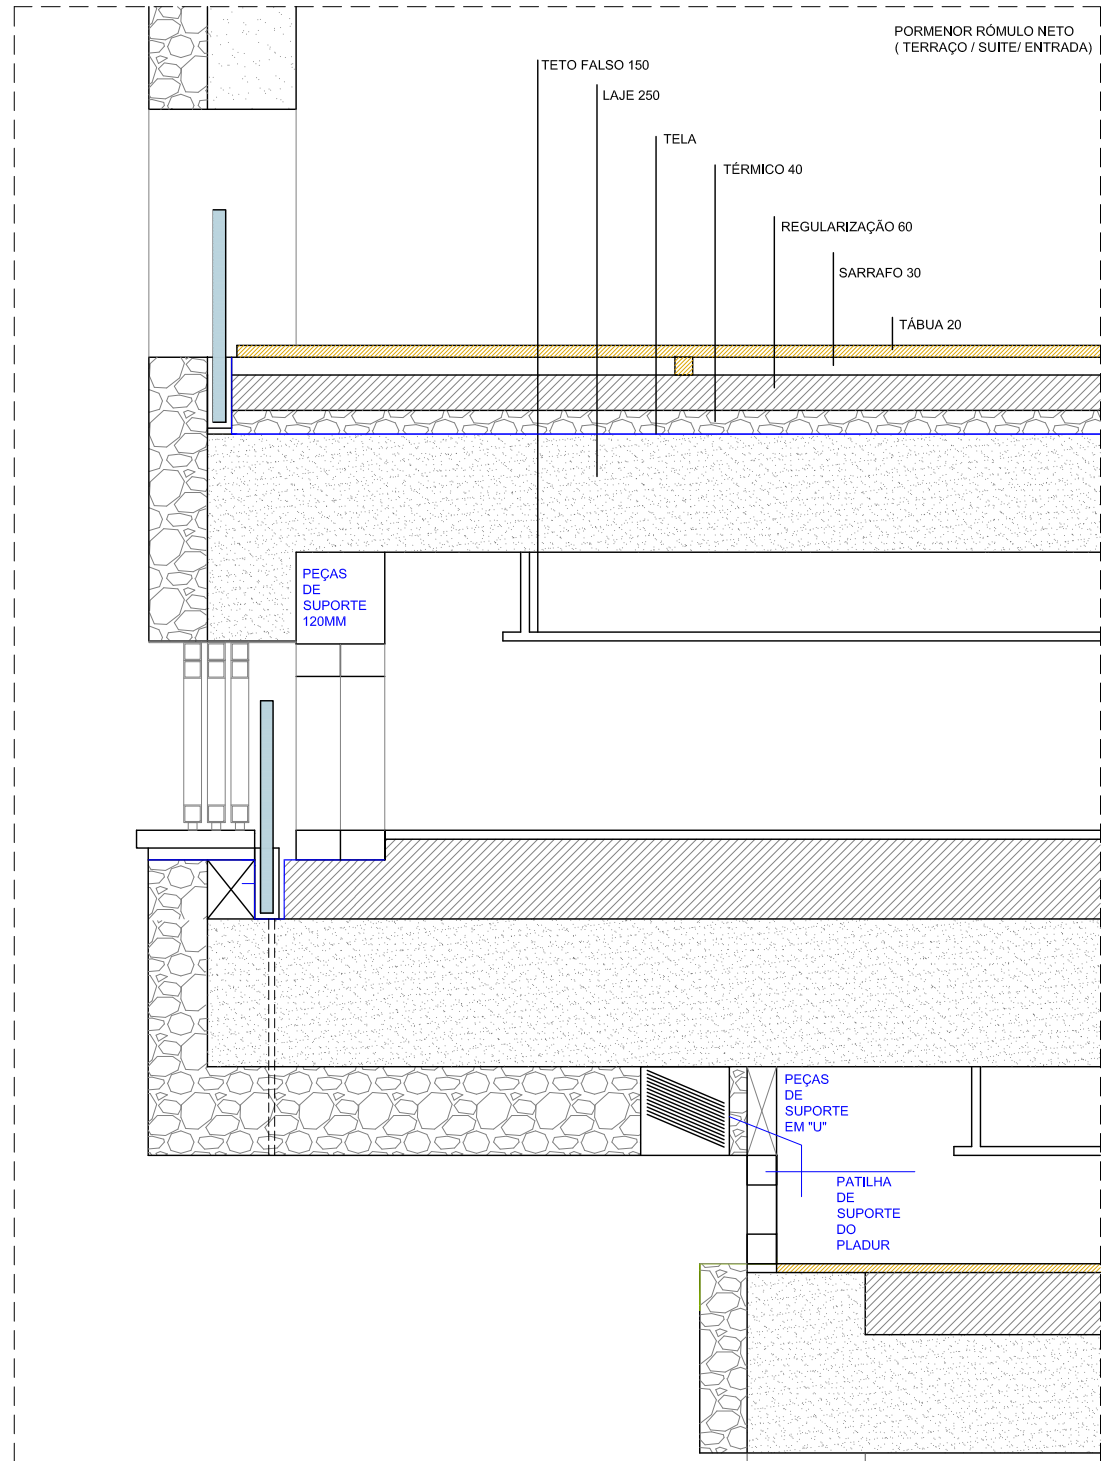 PORMENOR RÓMULO NETO
( TERRAÇO / SUITE/ ENTRADA)
TETO FALSO 150
LAJE 250
TELA
TÉRMICO 40
REGULARIZAÇÃO 60
SARRAFO 30
TÁBUA 20
PEÇAS
DE
SUPORTE
120MM
PEÇAS
DE
SUPORTE
EM "U"
PATILHA
DE
SUPORTE
DO
PLADUR